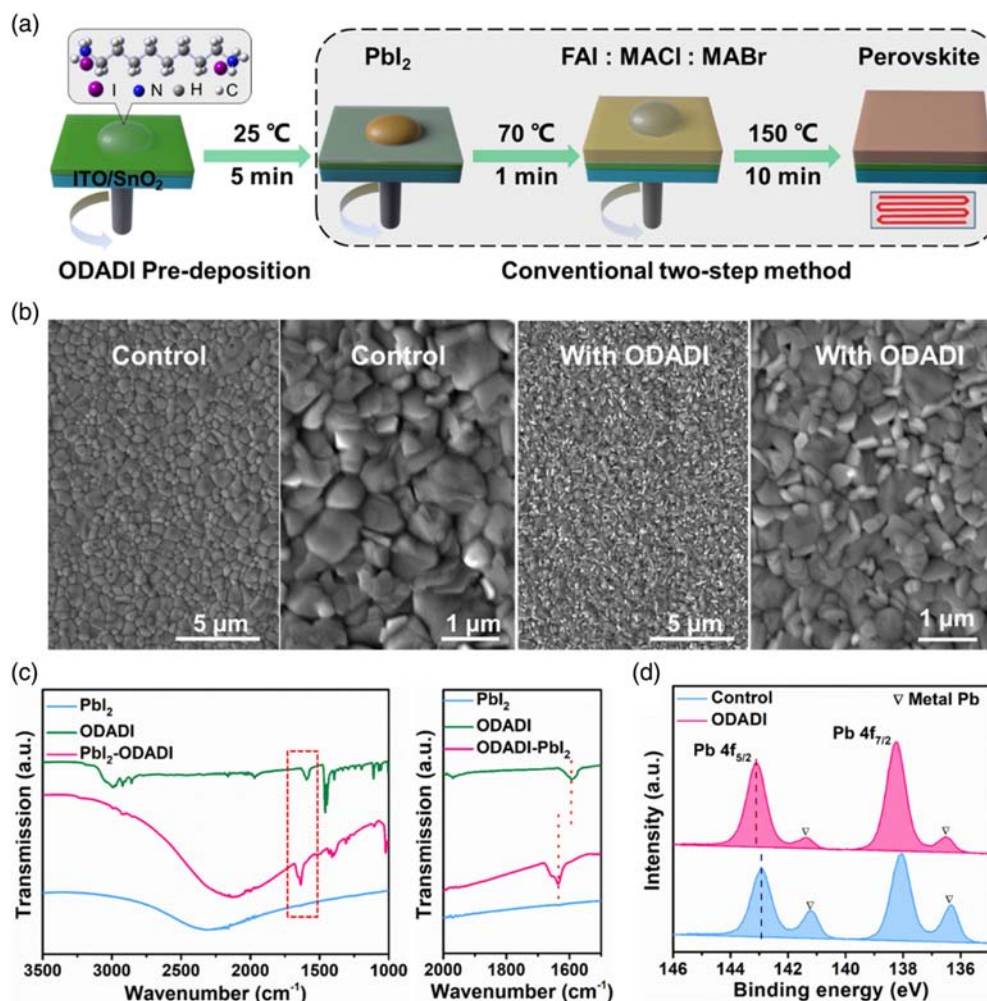 (a)
I N H C
ITO/SnO₂
25 ℃
5 min
ODADI Pre-deposition
PbI₂
70 ℃
1 min
FAI : MACl : MABr
150 ℃
10 min
Perovskite
Conventional two-step method
(b)
Control
5 µm
Control
1 µm
With ODADI
5 µm
With ODADI
1 µm
(c)
Transmission (a.u.)
PbI₂
ODADI
PbI₂-ODADI
3500 3000 2500 2000 1500 1000
Wavenumber (cm⁻¹)
Transmission (a.u.)
PbI₂
ODADI
ODADI-PbI₂
2000 1800 1600
Wavenumber (cm⁻¹)
(d)
Intensity (a.u.)
Control
ODADI
Metal Pb
Pb 4f₅/₂
Pb 4f₇/₂
146 143 140 138 135
Binding energy (eV)